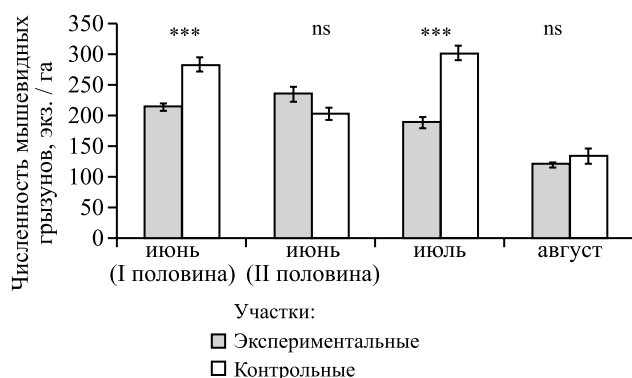 Численность мышевидных
грызунов, экз. / га
350
300
250
200
150
100
50
0
*** ns *** ns
июнь июнь июль август
(I половина) (II половина)
Участки:
Экспериментальные
Контрольные